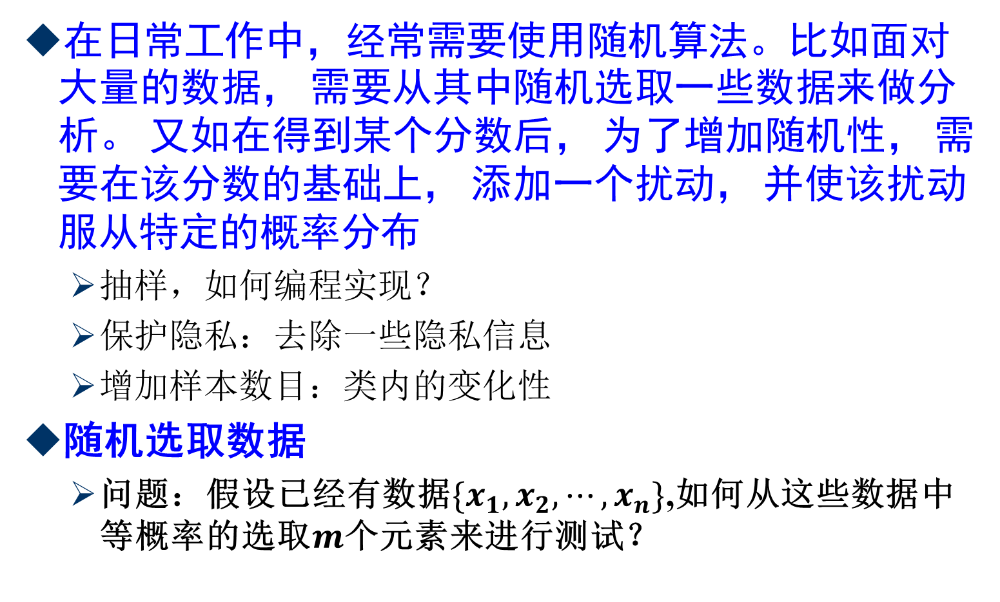 ◆在日常工作中，经常需要使用随机算法。比如面对
大量的数据， 需要从其中随机选取一些数据来做分
析。 又如在得到某个分数后， 为了增加随机性， 需
要在该分数的基础上， 添加一个扰动， 并使该扰动
服从特定的概率分布
➢抽样，如何编程实现？
➢保护隐私：去除一些隐私信息
➢增加样本数目：类内的变化性
◆随机选取数据
➢问题：假设已经有数据{x₁, x₂, ⋯ , xₙ},如何从这些数据中
等概率的选取m个元素来进行测试？